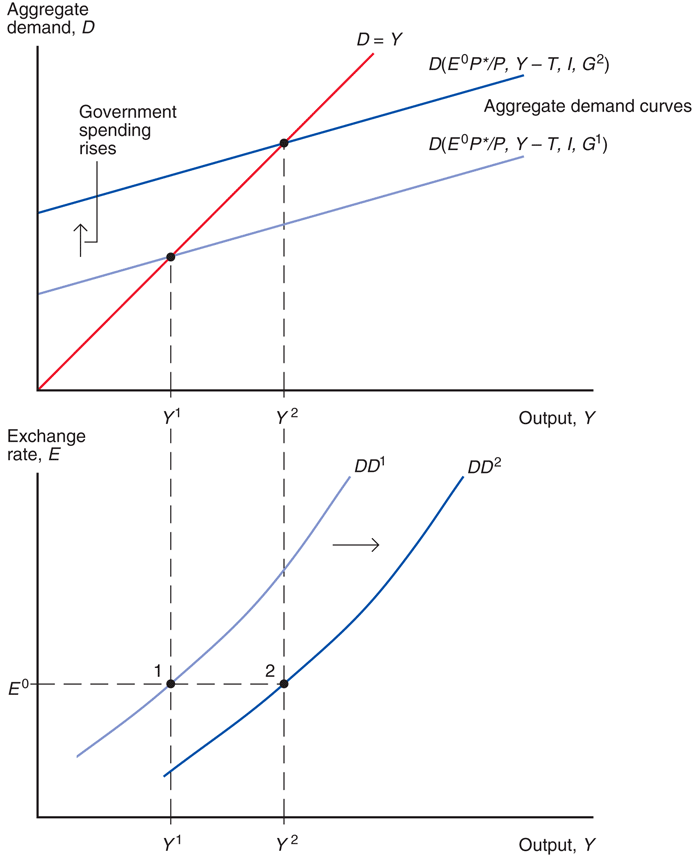 Aggregate
demand, D
D = Y
D(E⁰P*/P, Y – T, I, G²)
Aggregate demand curves
Government
spending
rises
D(E⁰P*/P, Y – T, I, G¹)
Y¹
Y²
Output, Y
Exchange
rate, E
DD¹
DD²
1
2
E⁰
Y¹
Y²
Output, Y